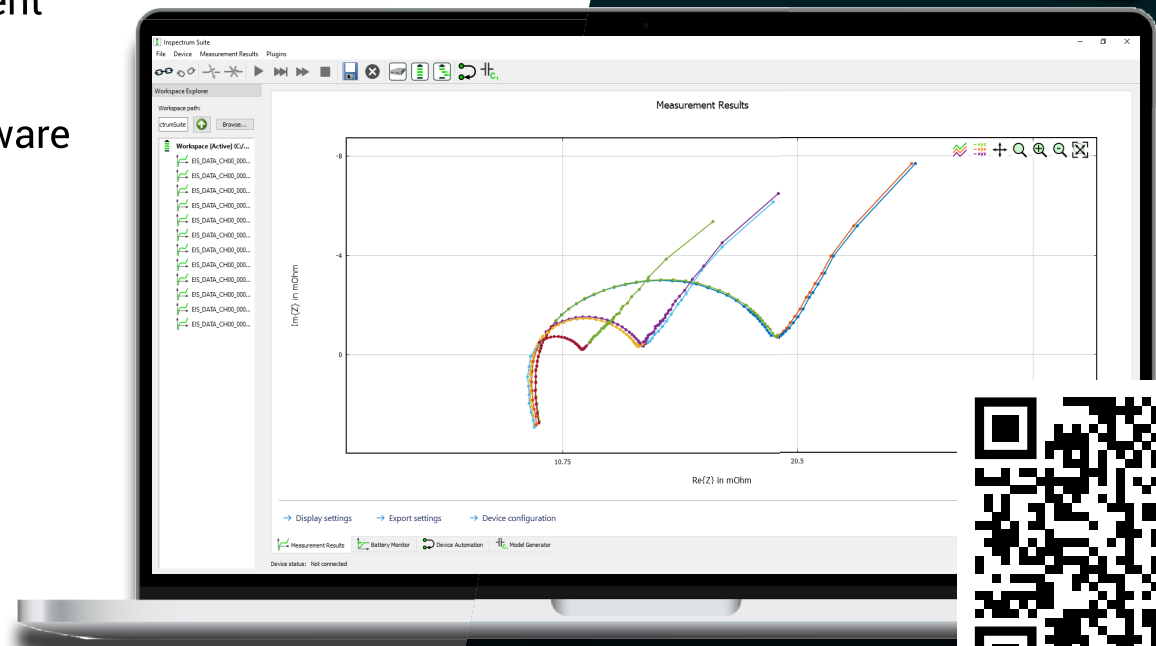 ent
ware
Inspectrum Suite
File Device Measurement Results Plugins
C₁
Workspace Explorer
Workspace path:
ctrumSuite Browse...
Workspace [Active] (C:/...
EIS_DATA_CH00_000...
EIS_DATA_CH00_000...
EIS_DATA_CH00_000...
EIS_DATA_CH00_000...
EIS_DATA_CH00_000...
EIS_DATA_CH00_000...
EIS_DATA_CH00_000...
EIS_DATA_CH00_000...
EIS_DATA_CH00_000...
EIS_DATA_CH00_000...
EIS_DATA_CH00_000...
EIS_DATA_CH00_000...
Measurement Results
-8
-4
0
Im{Z} in mOhm
10.75 20.5
Re{Z} in mOhm
→ Display settings → Export settings → Device configuration
Measurement Results Battery Monitor Device Automation Model Generator
Device status: Not connected